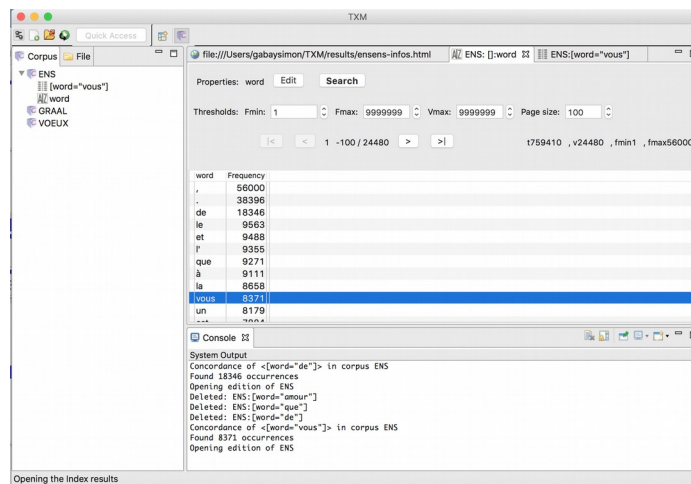 TXM
Quick Access
Corpus File
ENS
[word="vous"]
word
GRAAL
VOEUX
file:///Users/gabaysimon/TXM/results/ensens-infos.html ENS: []:word ENS:[word="vous"]
Properties: word Edit Search
Thresholds: Fmin: 1 Fmax: 9999999 Vmax: 9999999 Page size: 100
|< < 1 -100 / 24480 > >| t759410 , v24480 , fmin1 , fmax56000
word Frequency
, 56000
. 38396
de 18346
le 9563
et 9488
l' 9355
que 9271
à 9111
la 8658
vous 8371
un 8179
Console
System Output
Concordance of <[word="de"]> in corpus ENS
Found 18346 occurrences
Opening edition of ENS
Deleted: ENS:[word="amour"]
Deleted: ENS:[word="que"]
Deleted: ENS:[word="de"]
Concordance of <[word="vous"]> in corpus ENS
Found 8371 occurrences
Opening edition of ENS
Opening the Index results